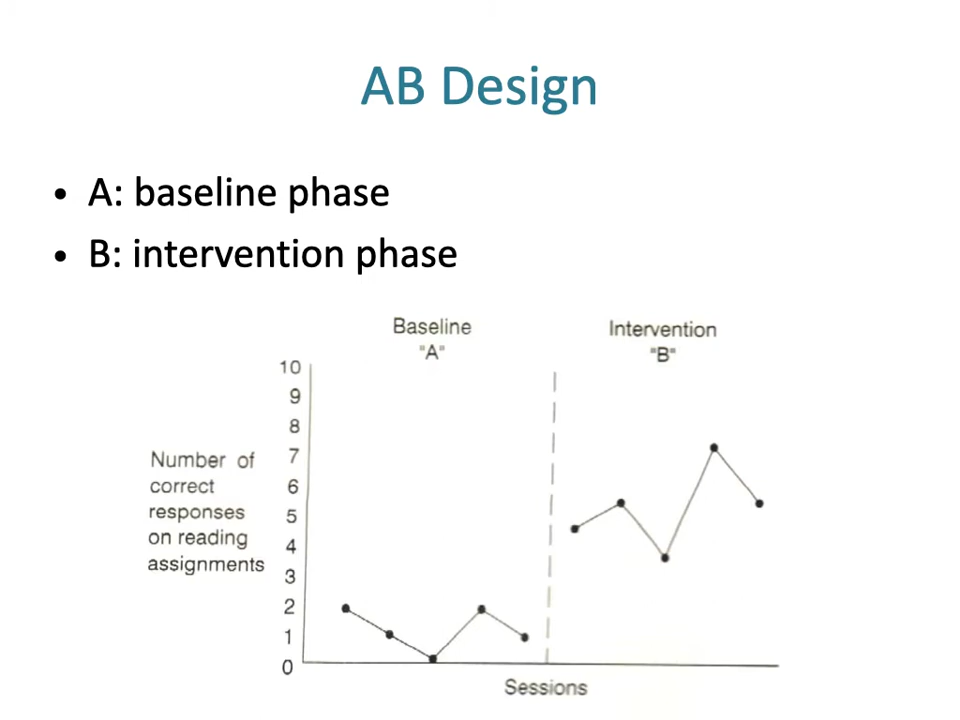 AB Design
• A: baseline phase
• B: intervention phase
Baseline
"A"
Intervention
"B"
10
9
8
7
6
5
4
3
2
1
0
Number of
correct
responses
on reading
assignments
Sessions